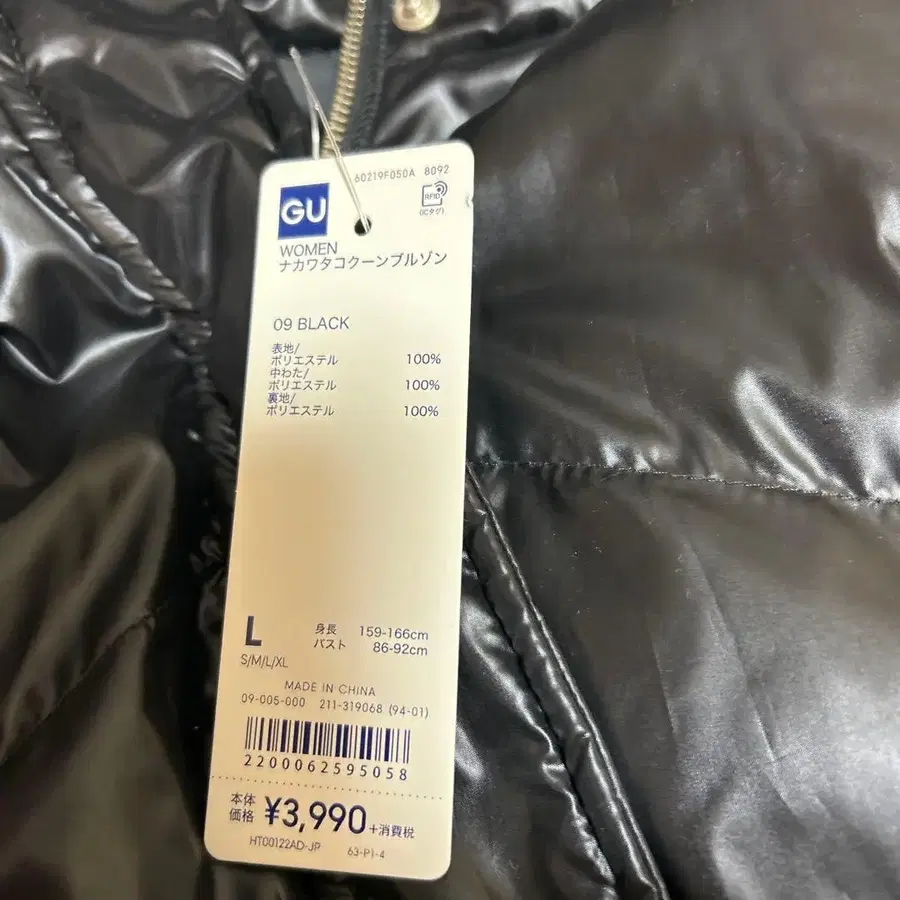 60219F050A 8092
GU
RFID
(ICタグ)
WOMEN
ナカワタコクーンブルゾン
09 BLACK
表地/
ポリエステル 100%
中わた/
ポリエステル 100%
裏地/
ポリエステル 100%
L 身長 159-166cm
S/M/L/XL バスト 86-92cm
MADE IN CHINA
09-005-000 211-319068 (94-01)
2200062595058
本体価格 ¥3,990 +消費税
HT00122AD-JP 63-P1-4